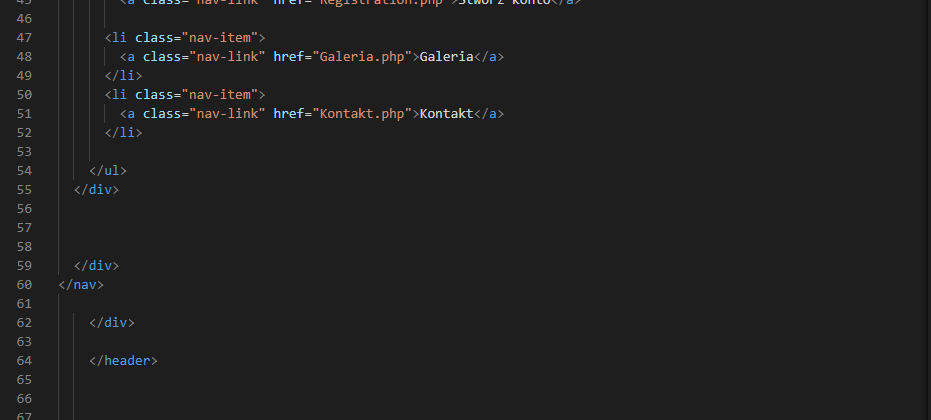 45 <a class="nav-link" href="Registration.php">Stwórz konto</a>
46
47 <li class="nav-item">
48 <a class="nav-link" href="Galeria.php">Galeria</a>
49 </li>
50 <li class="nav-item">
51 <a class="nav-link" href="Kontakt.php">Kontakt</a>
52 </li>
53
54 </ul>
55 </div>
56
57
58
59 </div>
60 </nav>
61
62 </div>
63
64 </header>
65
66
67